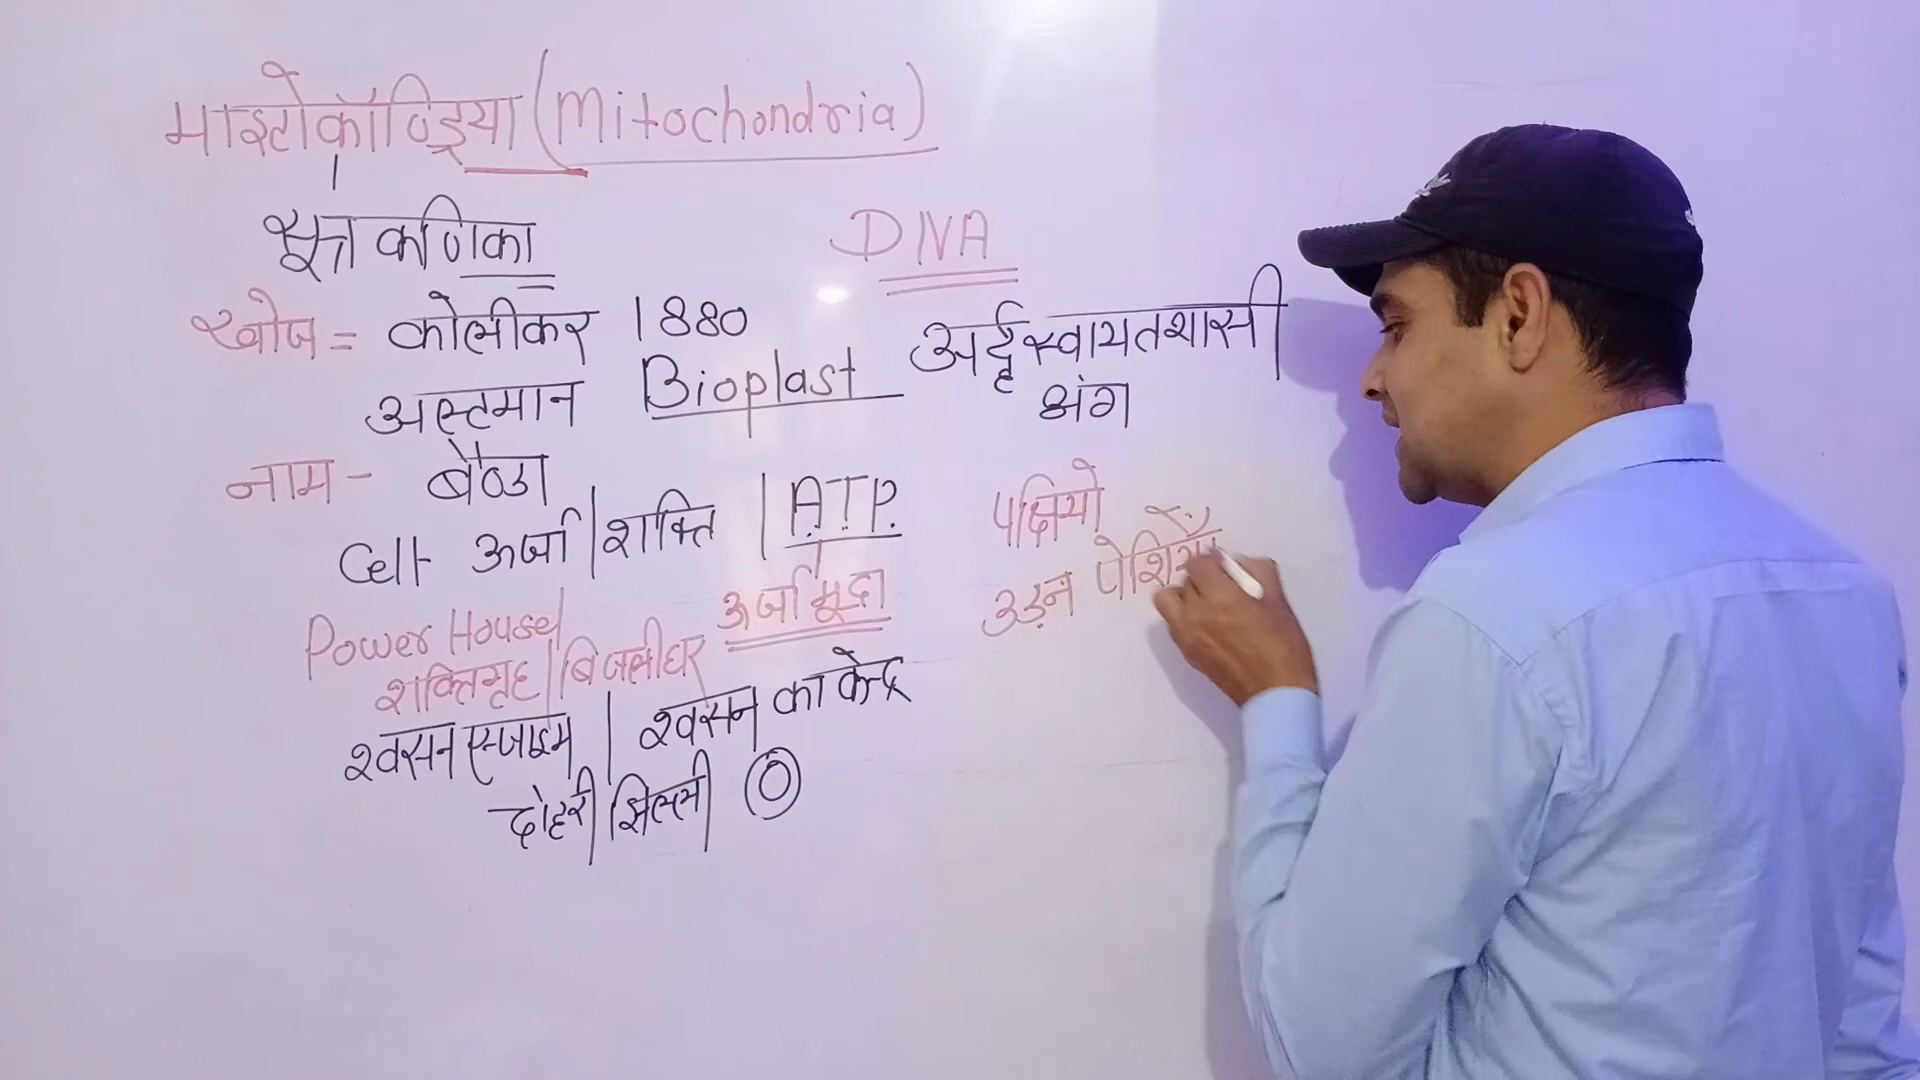 माइटोकॉण्ड्रिया (Mitochondria)
सूत्र कणिका
खोज = कोलीकर 1880
अल्टमान Bioplast
नाम - बेण्डा
Cell- ऊर्जा | शक्ति | A.T.P.
ऊर्जा मुद्रा
Power House |
शक्तिगृह | बिजलीघर
श्वसन एन्जाइम | श्वसन का केन्द्र
दोहरी झिल्ली
DNA
अर्द्धस्वायतशासी
अंग
पक्षियो
उड़न पेशियाँ